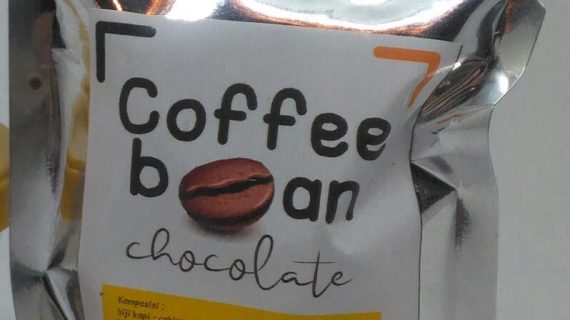 Coffee
b an
chocolate
Komposisi :
biji kopi -